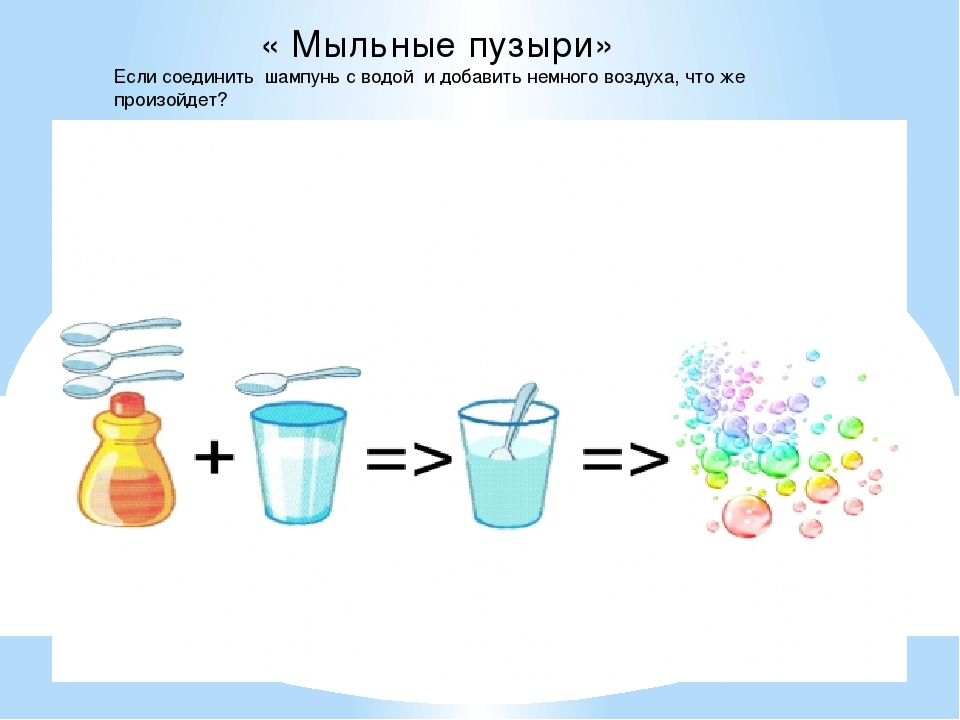 « Мыльные пузыри»
Если соединить шампунь с водой и добавить немного воздуха, что же
произойдет?
+ => =>